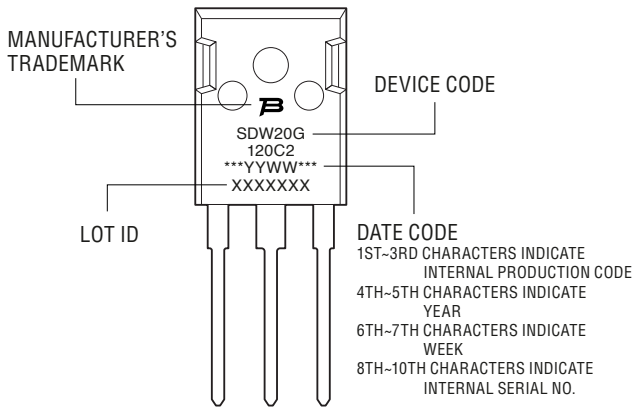 MANUFACTURER'S
TRADEMARK
DEVICE CODE
SDW20G
120C2
***YYWW***
XXXXXXX
LOT ID
DATE CODE
1ST~3RD CHARACTERS INDICATE
INTERNAL PRODUCTION CODE
4TH~5TH CHARACTERS INDICATE
YEAR
6TH~7TH CHARACTERS INDICATE
WEEK
8TH~10TH CHARACTERS INDICATE
INTERNAL SERIAL NO.